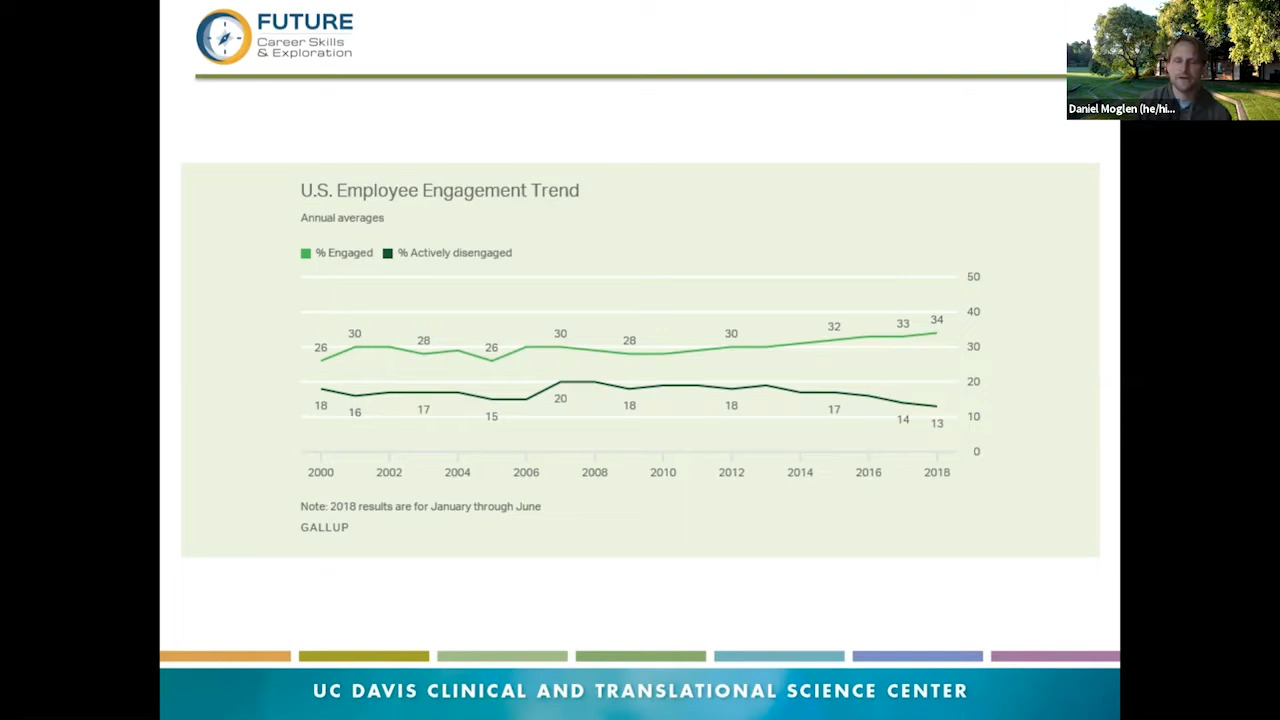 FUTURE
Career Skills
& Exploration
Daniel Moglen (he/hi...
U.S. Employee Engagement Trend
Annual averages
% Engaged % Actively disengaged
50
40
30
20
10
0
26 30 28 26 30 28 30 32 33 34
18 16 17 15 20 18 18 17 14 13
2000 2002 2004 2006 2008 2010 2012 2014 2016 2018
Note: 2018 results are for January through June
GALLUP
UC DAVIS CLINICAL AND TRANSLATIONAL SCIENCE CENTER